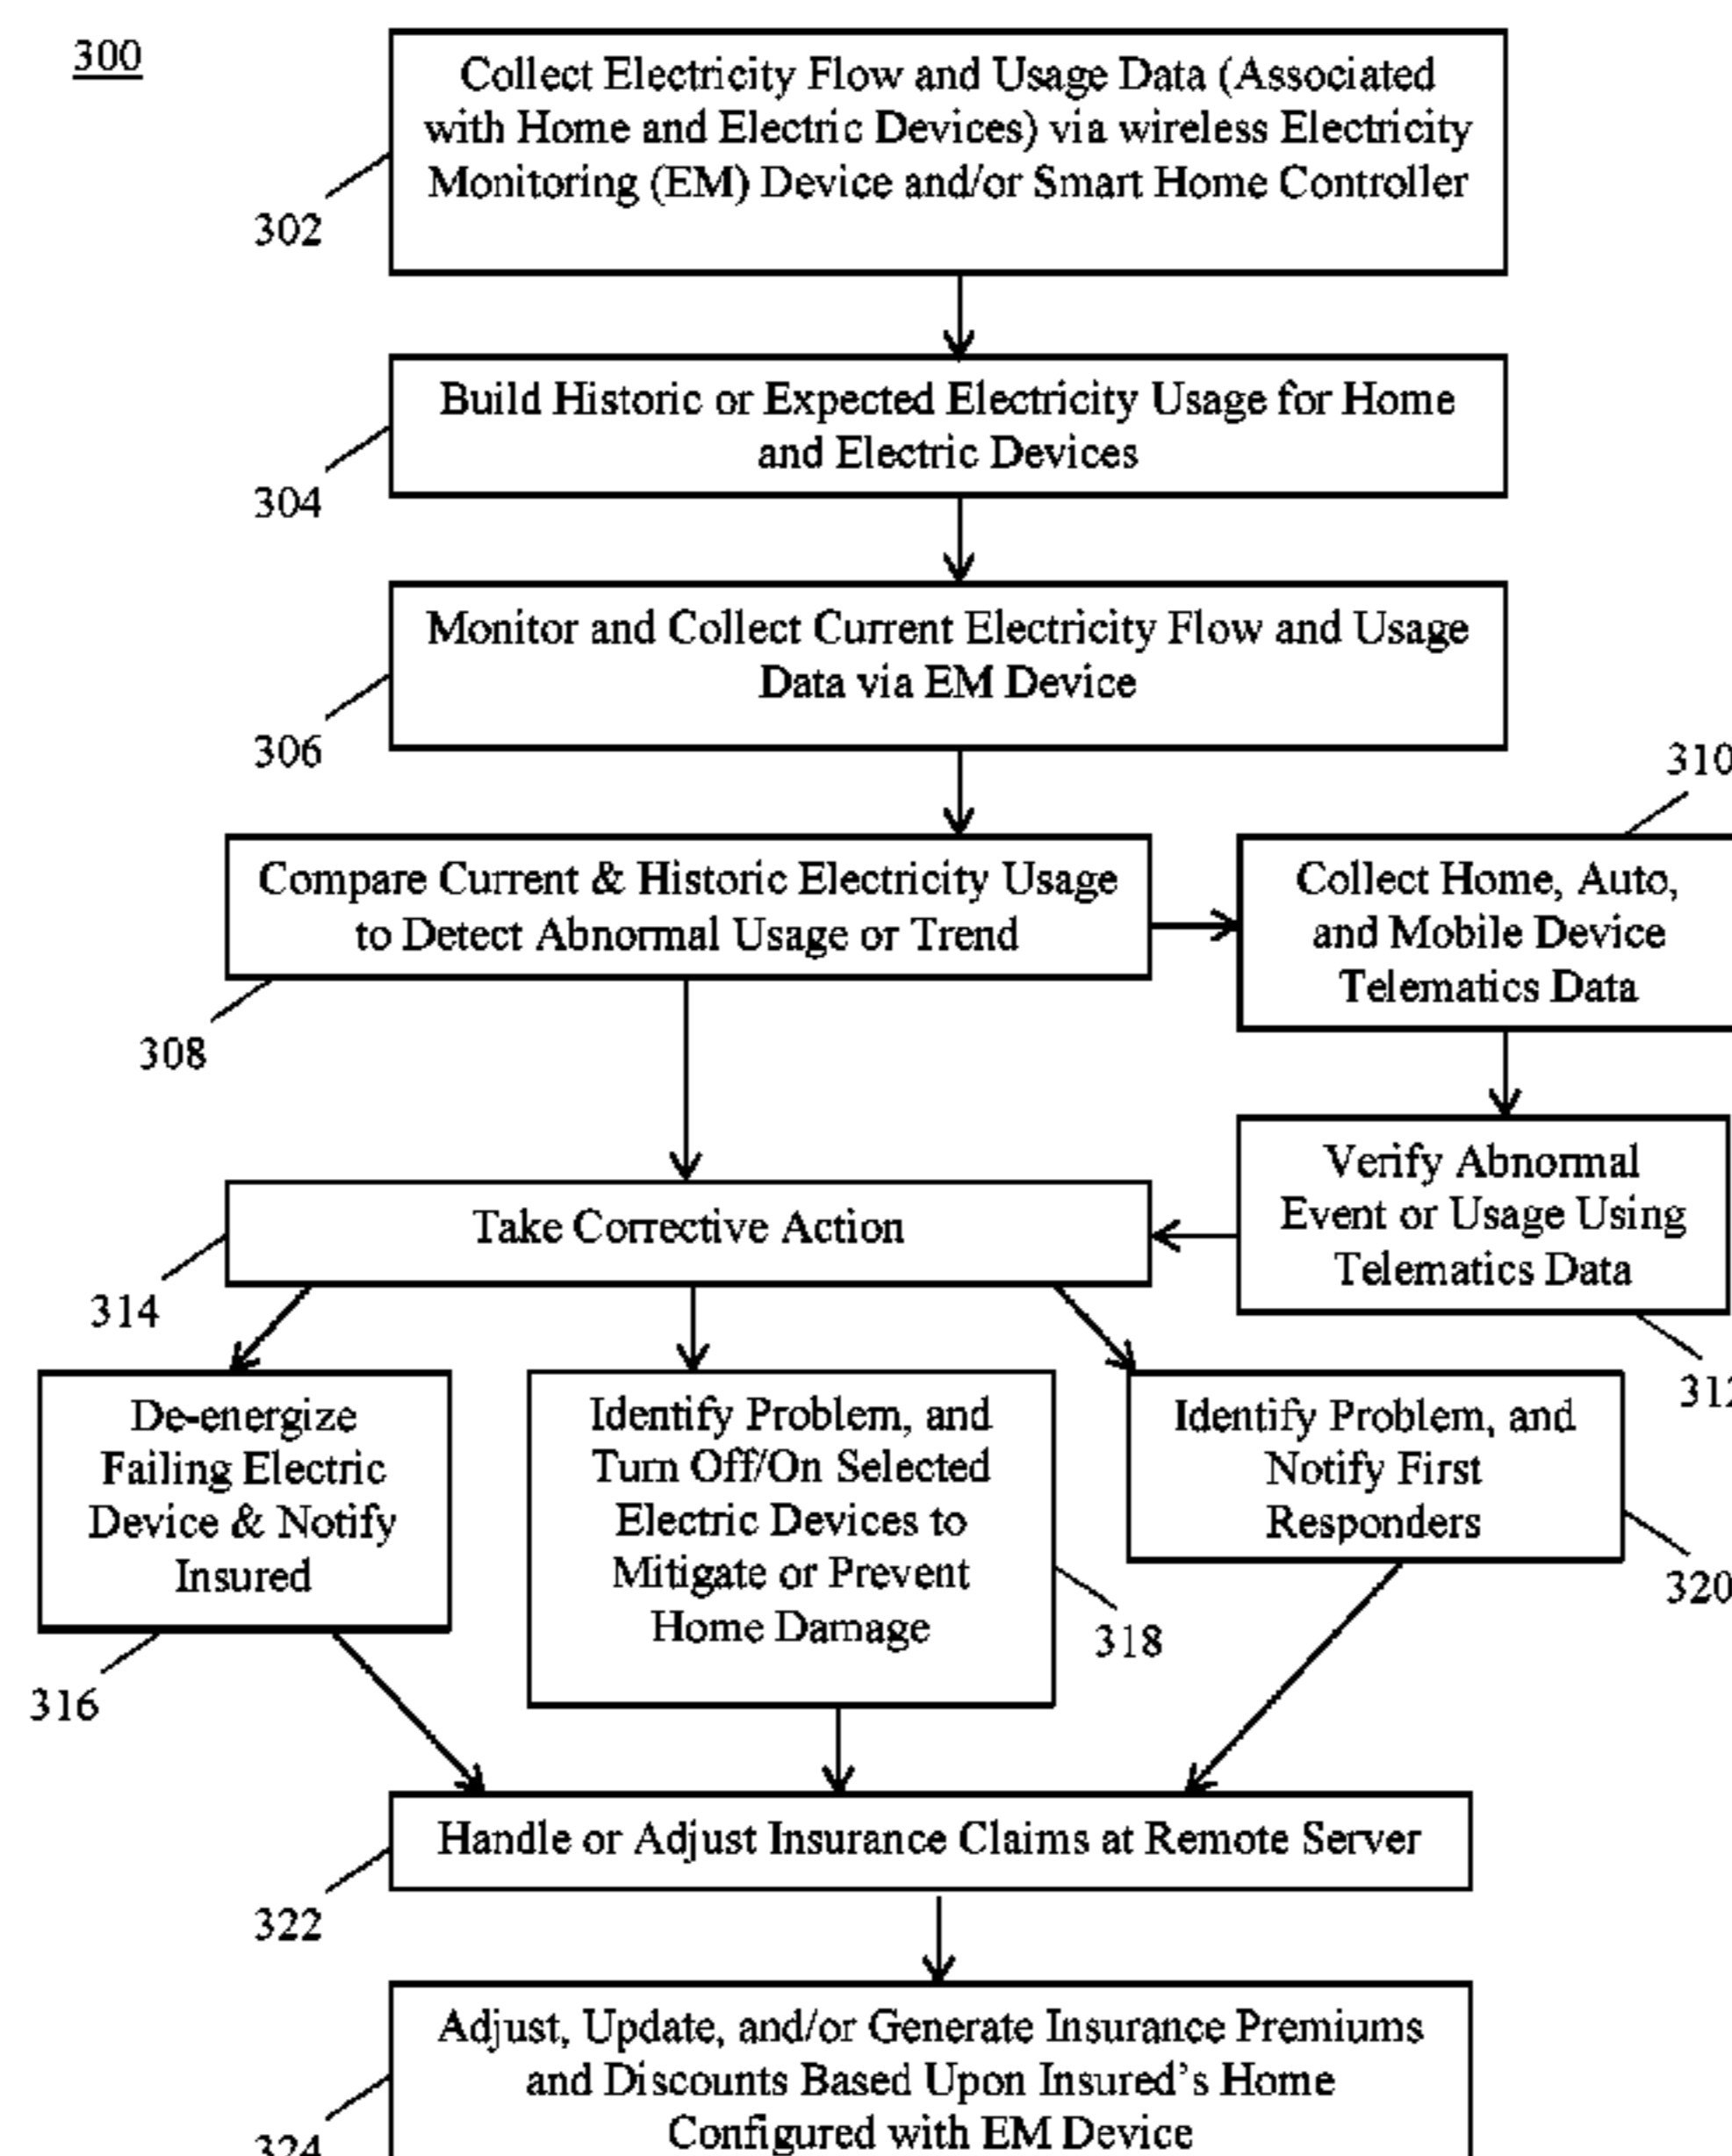 300
Collect Electricity Flow and Usage Data (Associated
with Home and Electric Devices) via wireless Electricity
Monitoring (EM) Device and/or Smart Home Controller
302
Build Historic or Expected Electricity Usage for Home
and Electric Devices
304
Monitor and Collect Current Electricity Flow and Usage
Data via EM Device
306
310
Compare Current & Historic Electricity Usage
to Detect Abnormal Usage or Trend
308
Collect Home, Auto,
and Mobile Device
Telematics Data
Verify Abnormal
Event or Usage Using
Telematics Data
312
Take Corrective Action
314
De-energize
Failing Electric
Device & Notify
Insured
316
Identify Problem, and
Turn Off/On Selected
Electric Devices to
Mitigate or Prevent
Home Damage
318
Identify Problem, and
Notify First
Responders
320
Handle or Adjust Insurance Claims at Remote Server
322
Adjust, Update, and/or Generate Insurance Premiums
and Discounts Based Upon Insured's Home
Configured with EM Device
324